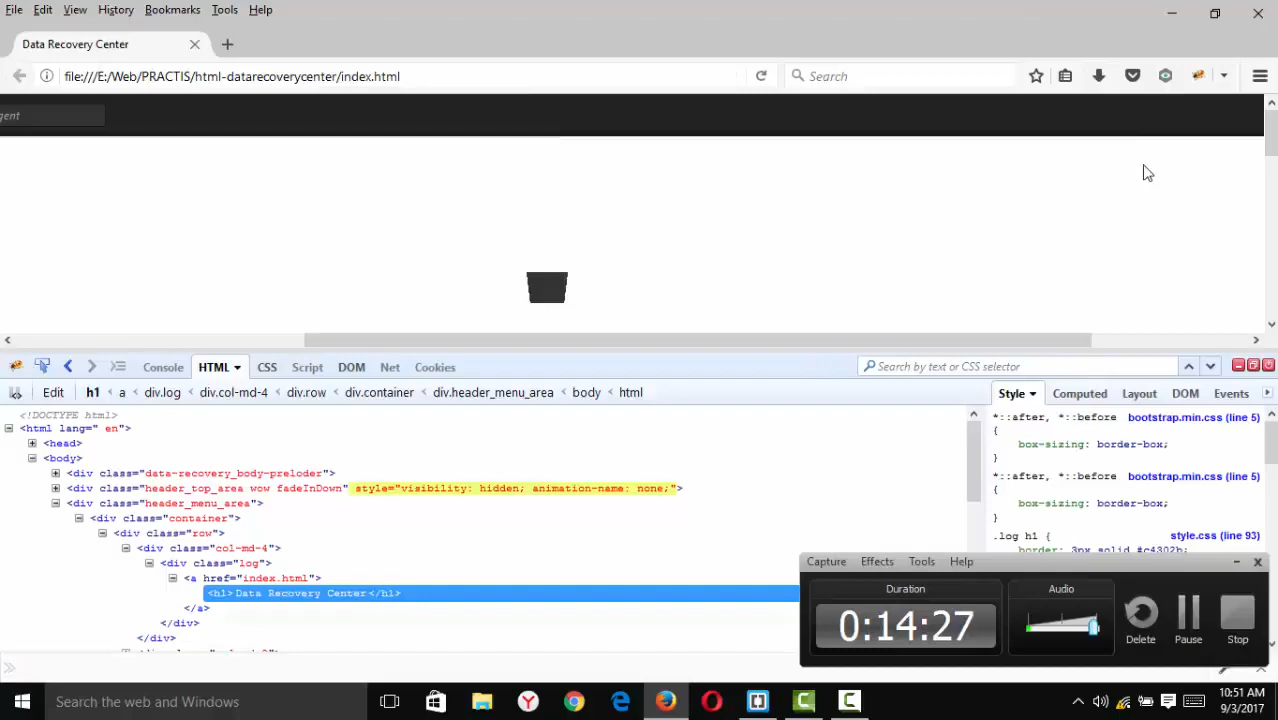 File Edit View History Bookmarks Tools Help
Data Recovery Center
file:///E:/Web/PRACTIS/html-datarecoverycenter/index.html
Search
gent
Console HTML CSS Script DOM Net Cookies
Search by text or CSS selector
Edit h1 < a < div.log < div.col-md-4 < div.row < div.container < div.header_menu_area < body < html
Style Computed Layout DOM Events
<!DOCTYPE html>
<html lang=" en">
<head>
<body>
<div class="data-recovery_body-preloder">
<div class="header_top_area wow fadeInDown" style="visibility: hidden; animation-name: none;">
<div class="header_menu_area">
<div class="container">
<div class="row">
<div class="col-md-4">
<div class="log">
<a href="index.html">
<h1>Data Recovery Center</h1>
</a>
</div>
</div>
*::after, *::before bootstrap.min.css (line 5)
{
box-sizing: border-box;
}
*::after, *::before bootstrap.min.css (line 5)
{
box-sizing: border-box;
}
.log h1 { style.css (line 93)
border: 3px solid #c4302b;
Capture Effects Tools Help
Duration
0:14:27
Audio
Delete Pause Stop
Search the web and Windows
10:51 AM
9/3/2017